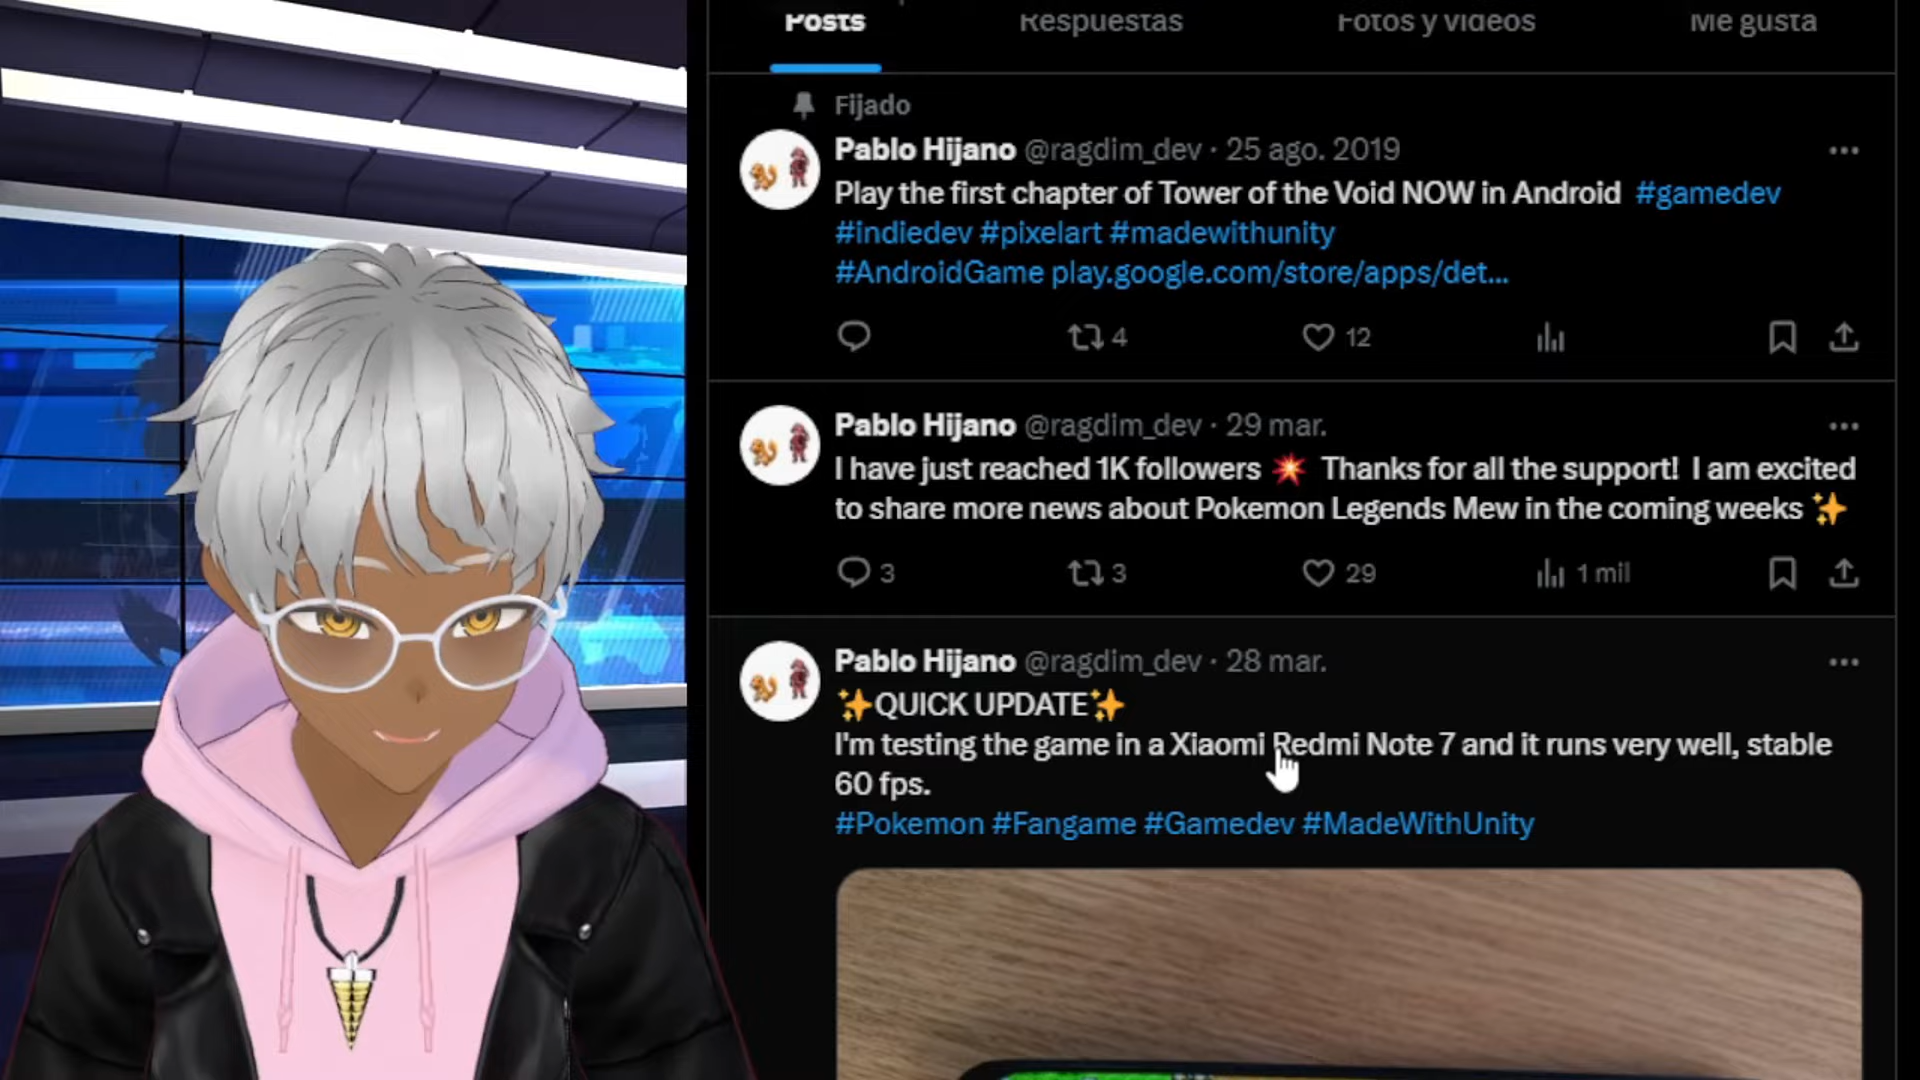 Posts Respuestas Fotos y vídeos Me gusta
Fijado
Pablo Hijano @ragdim_dev · 25 ago. 2019
Play the first chapter of Tower of the Void NOW in Android #gamedev
#indiedev #pixelart #madewithunity
#AndroidGame play.google.com/store/apps/det...
4 12
Pablo Hijano @ragdim_dev · 29 mar.
I have just reached 1K followers 💥 Thanks for all the support! I am excited
to share more news about Pokemon Legends Mew in the coming weeks ✨
3 3 29 1 mil
Pablo Hijano @ragdim_dev · 28 mar.
✨QUICK UPDATE✨
I'm testing the game in a Xiaomi Redmi Note 7 and it runs very well, stable
60 fps.
#Pokemon #Fangame #Gamedev #MadeWithUnity